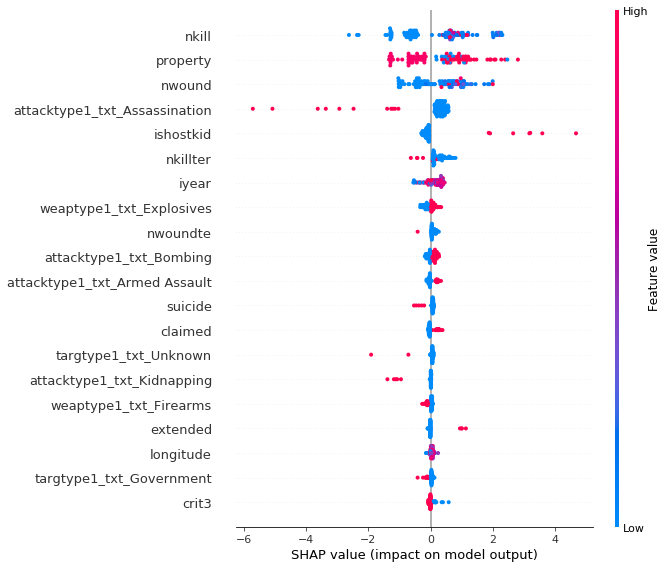 High
nkill
property
nwound
attacktype1_txt_Assassination
ishostkid
nkillter
iyear
weaptype1_txt_Explosives
nwoundte
attacktype1_txt_Bombing
attacktype1_txt_Armed Assault
suicide
claimed
targtype1_txt_Unknown
attacktype1_txt_Kidnapping
weaptype1_txt_Firearms
extended
longitude
targtype1_txt_Government
crit3
Low
Feature value
−6 −4 −2 0 2 4
SHAP value (impact on model output)